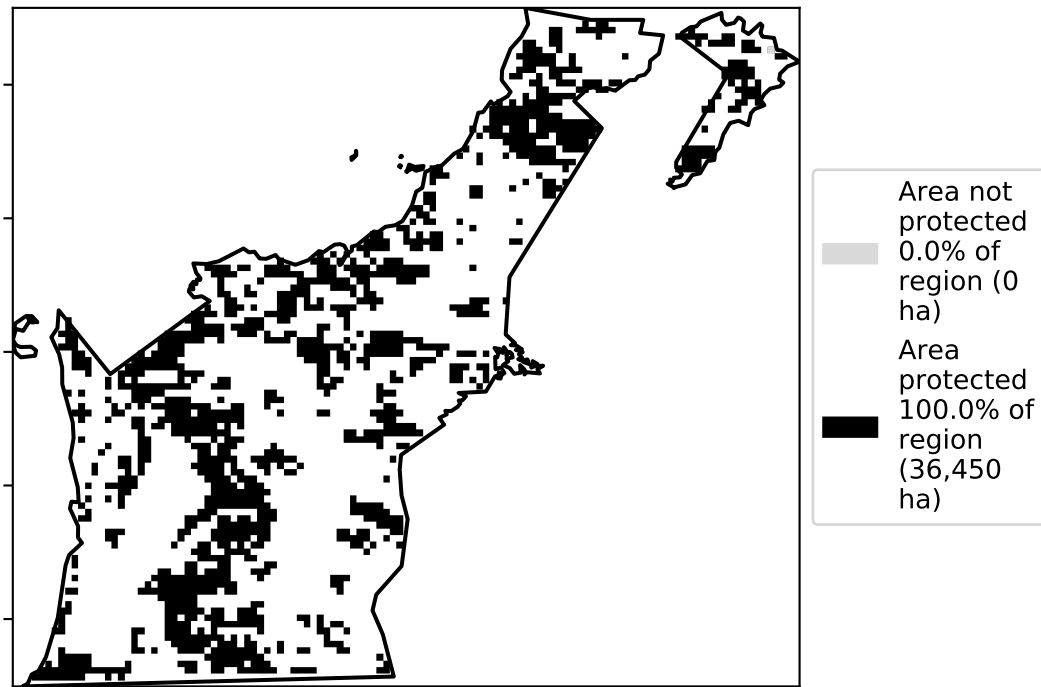 Area not
protected
0.0% of
region (0
ha)
Area
protected
100.0% of
region
(36,450
ha)